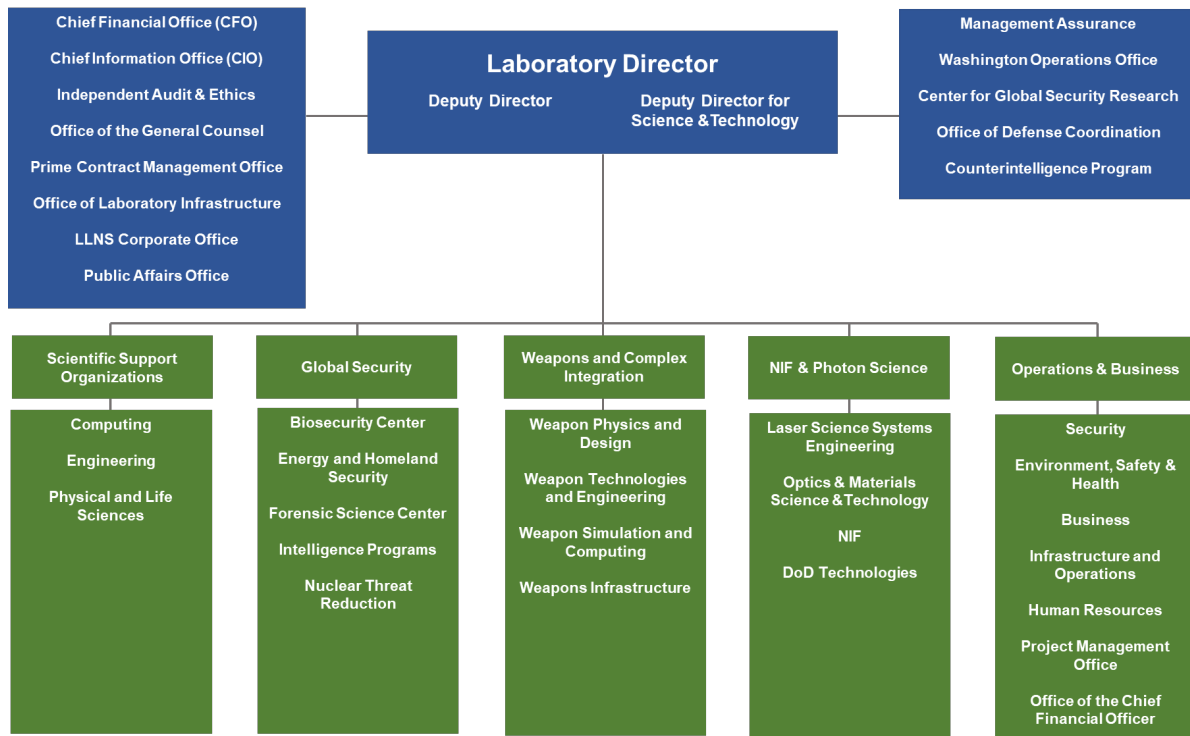 Chief Financial Office (CFO)
Chief Information Office (CIO)
Independent Audit & Ethics
Office of the General Counsel
Prime Contract Management Office
Office of Laboratory Infrastructure
LLNS Corporate Office
Public Affairs Office
Laboratory Director
Deputy Director
Deputy Director for
Science & Technology
Management Assurance
Washington Operations Office
Center for Global Security Research
Office of Defense Coordination
Counterintelligence Program
Scientific Support
Organizations
Computing
Engineering
Physical and Life
Sciences
Global Security
Biosecurity Center
Energy and Homeland
Security
Forensic Science Center
Intelligence Programs
Nuclear Threat
Reduction
Weapons and Complex
Integration
Weapon Physics and
Design
Weapon Technologies
and Engineering
Weapon Simulation and
Computing
Weapons Infrastructure
NIF & Photon Science
Laser Science Systems
Engineering
Optics & Materials
Science & Technology
NIF
DoD Technologies
Operations & Business
Security
Environment, Safety &
Health
Business
Infrastructure and
Operations
Human Resources
Project Management
Office
Office of the Chief
Financial Officer